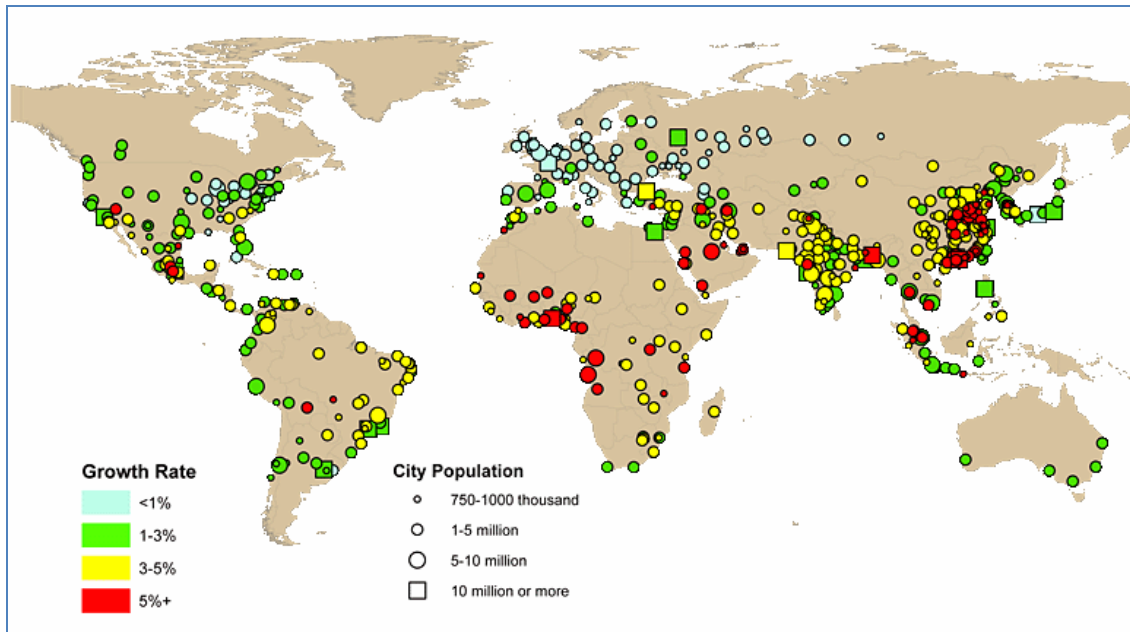 Growth Rate
<1%
1-3%
3-5%
5%+
City Population
750-1000 thousand
1-5 million
5-10 million
10 million or more